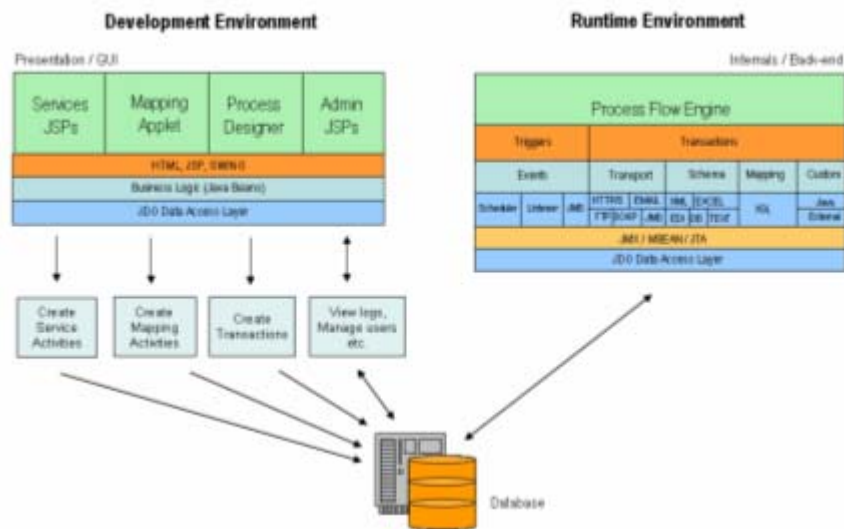 Development Environment
Runtime Environment
Presentation / GUI
Internals / Back-end
Services JSPs
Mapping Applet
Process Designer
Admin JSPs
HTML, JSP, SWING
Business Logic (Java Beans)
JDO Data Access Layer
Process Flow Engine
Triggers
Transactions
Events
Transport
Schema
Mapping
Custom
Scheduler
Listener
JMS
HTTP/S
EMAIL
FTP
SOAP
JMS
XML
EXCEL
EDI
DB
TEXT
XSL
Java
External
JMX / MBEAN / JTA
JDO Data Access Layer
Create
Service
Activities
Create
Mapping
Activities
Create
Transactions
View logs,
Manage users
etc.
Database